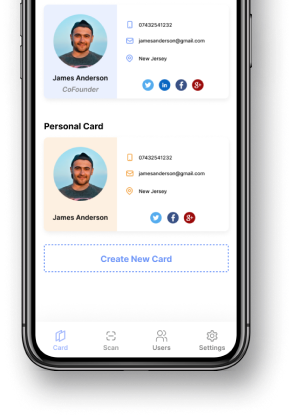 07432541232
jamesanderson@gmail.com
New Jersey
James Anderson
CoFounder
in f g+
Personal Card
07432541232
jamesanderson@gmail.com
New Jersey
James Anderson
f g+
Create New Card
Card Scan Users Settings